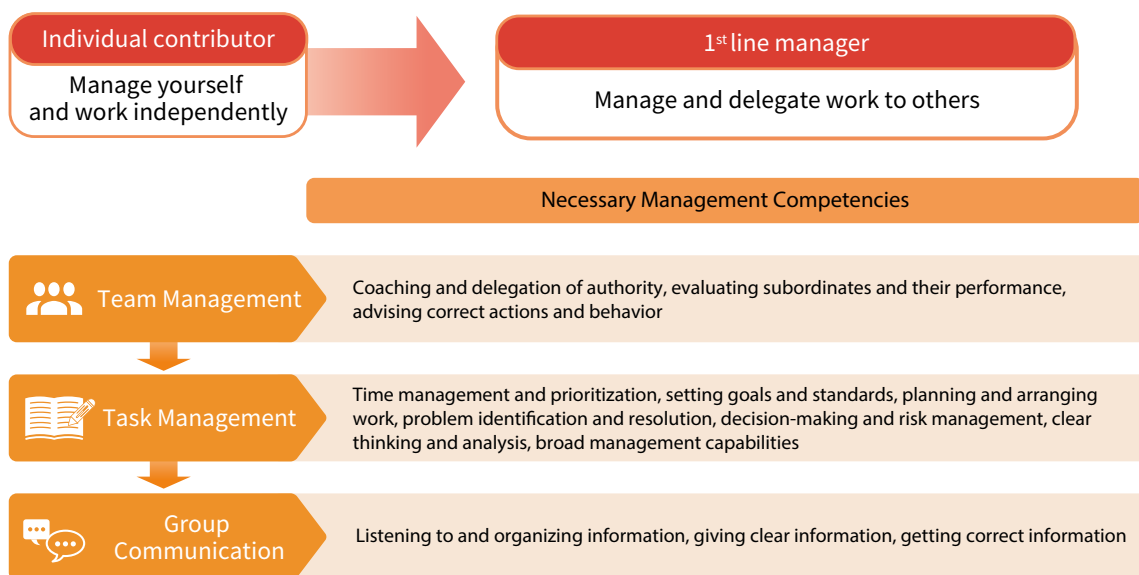 Individual contributor
Manage yourself
and work independently
1st line manager
Manage and delegate work to others
Necessary Management Competencies
Team Management
Coaching and delegation of authority, evaluating subordinates and their performance,
advising correct actions and behavior
Task Management
Time management and prioritization, setting goals and standards, planning and arranging
work, problem identification and resolution, decision-making and risk management, clear
thinking and analysis, broad management capabilities
Group
Communication
Listening to and organizing information, giving clear information, getting correct information